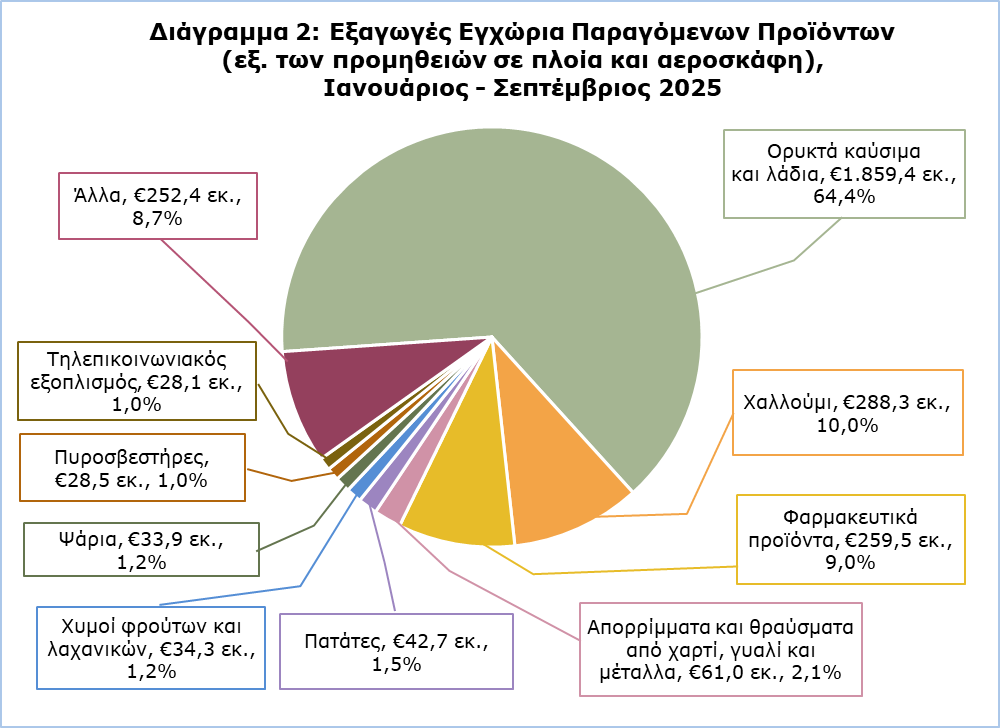 Διάγραμμα 2: Εξαγωγές Εγχώρια Παραγόμενων Προϊόντων
(εξ. των προμηθειών σε πλοία και αεροσκάφη),
Ιανουάριος - Σεπτέμβριος 2025
Ορυκτά καύσιμα
και λάδια, €1.859,4 εκ.,
64,4%
Χαλλούμι, €288,3 εκ.,
10,0%
Φαρμακευτικά
προϊόντα, €259,5 εκ.,
9,0%
Απορρίμματα και θραύσματα
από χαρτί, γυαλί και
μέταλλα, €61,0 εκ., 2,1%
Πατάτες, €42,7 εκ.,
1,5%
Χυμοί φρούτων και
λαχανικών, €34,3 εκ.,
1,2%
Ψάρια, €33,9 εκ.,
1,2%
Πυροσβεστήρες,
€28,5 εκ., 1,0%
Τηλεπικοινωνιακός
εξοπλισμός, €28,1 εκ.,
1,0%
Άλλα, €252,4 εκ.,
8,7%